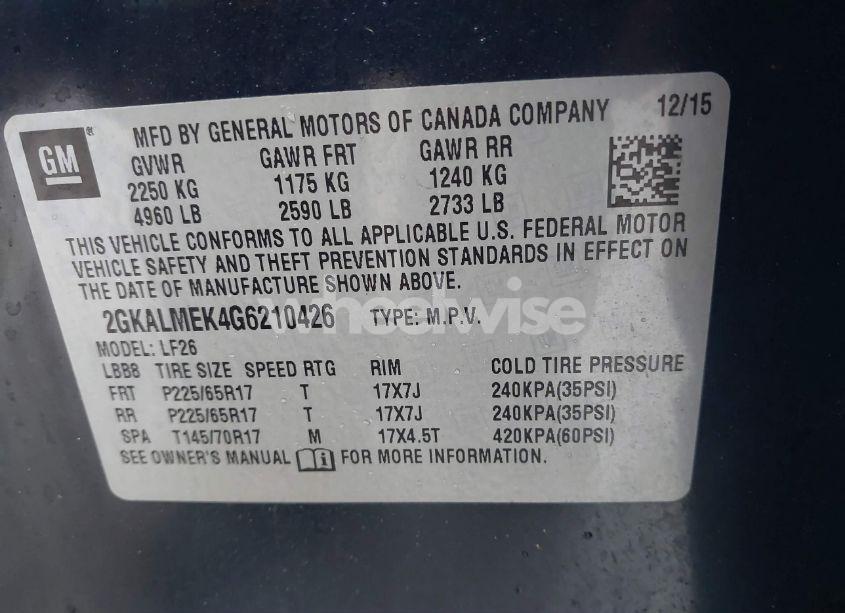 GM
®
MFD BY GENERAL MOTORS OF CANADA COMPANY 12/15
GVWR GAWR FRT GAWR RR
2250 KG 1175 KG 1240 KG
4960 LB 2590 LB 2733 LB
THIS VEHICLE CONFORMS TO ALL APPLICABLE U.S. FEDERAL MOTOR
VEHICLE SAFETY AND THEFT PREVENTION STANDARDS IN EFFECT ON
THE DATE OF MANUFACTURE SHOWN ABOVE.
2GKALMEK4G6210426 TYPE: M.P.V.
wheelwise
MODEL: LF26
LBB8 TIRE SIZE SPEED RTG RIM COLD TIRE PRESSURE
FRT P225/65R17 T 17X7J 240KPA(35PSI)
RR P225/65R17 T 17X7J 240KPA(35PSI)
SPA T145/70R17 M 17X4.5T 420KPA(60PSI)
SEE OWNER'S MANUAL FOR MORE INFORMATION.